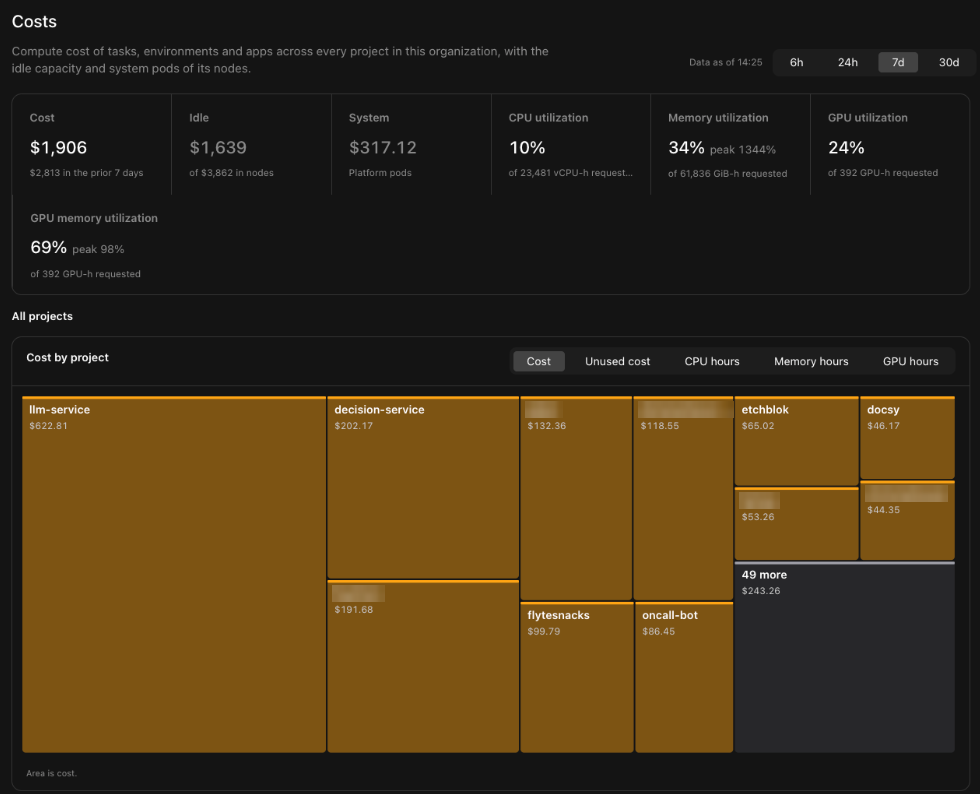 Costs
Compute cost of tasks, environments and apps across every project in this organization, with the
idle capacity and system pods of its nodes.
Data as of 14:25
6h
24h
7d
30d
Cost
$1,906
$2,813 in the prior 7 days
Idle
$1,639
of $3,862 in nodes
System
$317.12
Platform pods
CPU utilization
10%
of 23,481 vCPU-h request...
Memory utilization
34% peak 1344%
of 61,836 GiB-h requested
GPU utilization
24%
of 392 GPU-h requested
GPU memory utilization
69% peak 98%
of 392 GPU-h requested
All projects
Cost by project
Cost
Unused cost
CPU hours
Memory hours
GPU hours
llm-service
$622.81
decision-service
$202.17
$191.68
$132.36
$118.55
flytesnacks
$99.79
oncall-bot
$86.45
etchblok
$65.02
docsy
$46.17
$53.26
$44.35
49 more
$243.26
Area is cost.